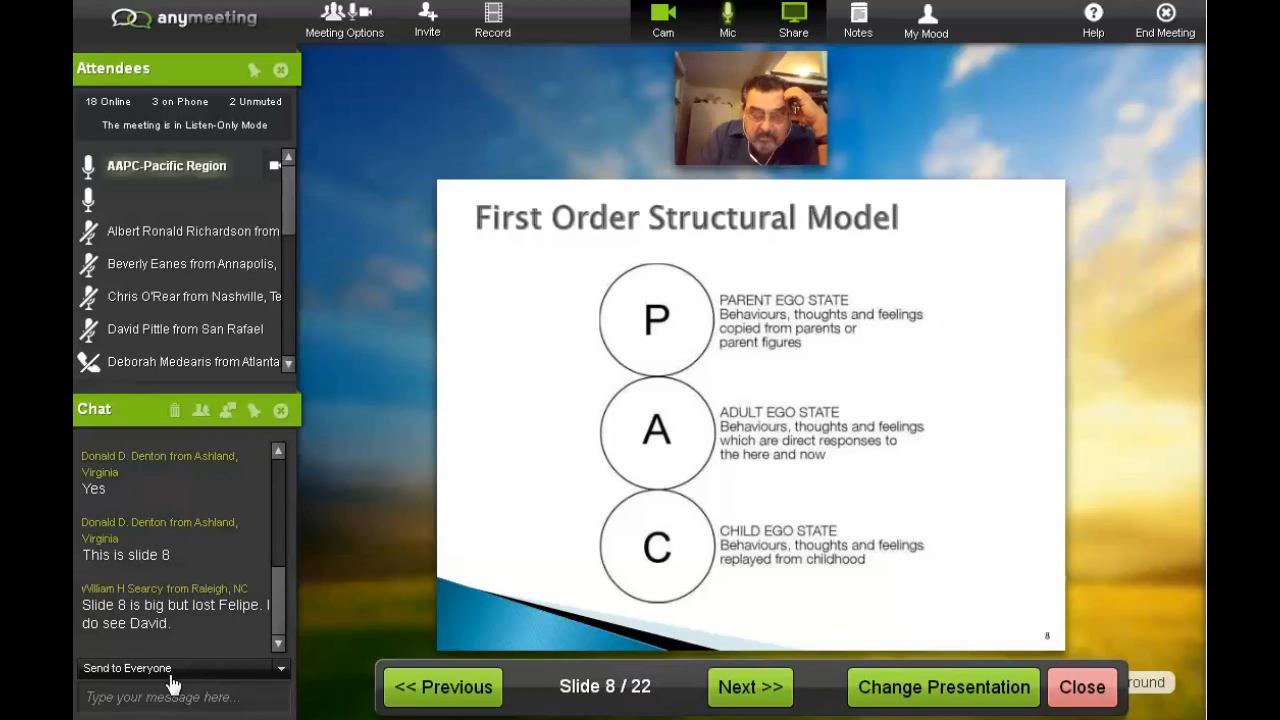 anymeeting
Meeting Options
Invite
Record
Cam
Mic
Share
Notes
My Mood
Help
End Meeting
Attendees
18 Online 3 on Phone 2 Unmuted
The meeting is in Listen-Only Mode
AAPC-Pacific Region
Albert Ronald Richardson from
Beverly Eanes from Annapolis,
Chris O'Rear from Nashville, Te
David Pittle from San Rafael
Deborah Medearis from Atlanta
Chat
Donald D. Denton from Ashland,
Virginia
Yes
Donald D. Denton from Ashland,
Virginia
This is slide 8
William H Searcy from Raleigh, NC
Slide 8 is big but lost Felipe. I
do see David.
Send to Everyone
Type your message here...
First Order Structural Model
P
PARENT EGO STATE
Behaviours, thoughts and feelings
copied from parents or
parent figures
A
ADULT EGO STATE
Behaviours, thoughts and feelings
which are direct responses to
the here and now
C
CHILD EGO STATE
Behaviours, thoughts and feelings
replayed from childhood
8
<< Previous
Slide 8 / 22
Next >>
Change Presentation
Close
round